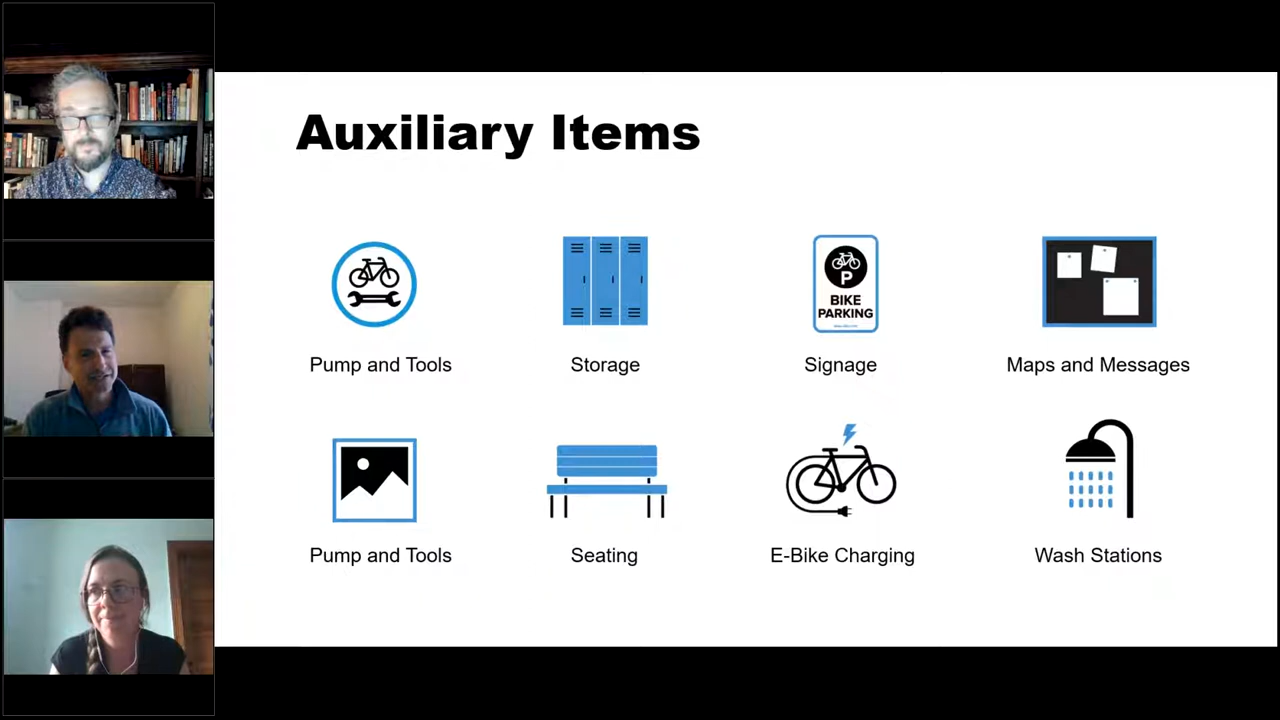 Auxiliary Items
P
BIKE
PARKING
Pump and Tools
Storage
Signage
Maps and Messages
Pump and Tools
Seating
E-Bike Charging
Wash Stations